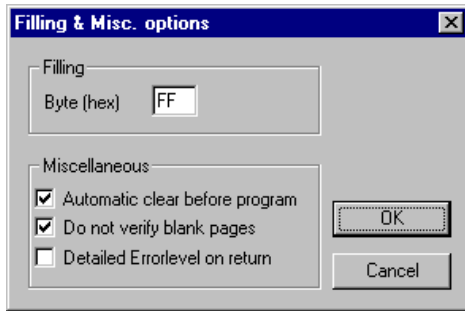 Filling & Misc. options
Filling
Byte (hex) FF
Miscellaneous
Automatic clear before program
Do not verify blank pages
Detailed Errorlevel on return
OK
Cancel